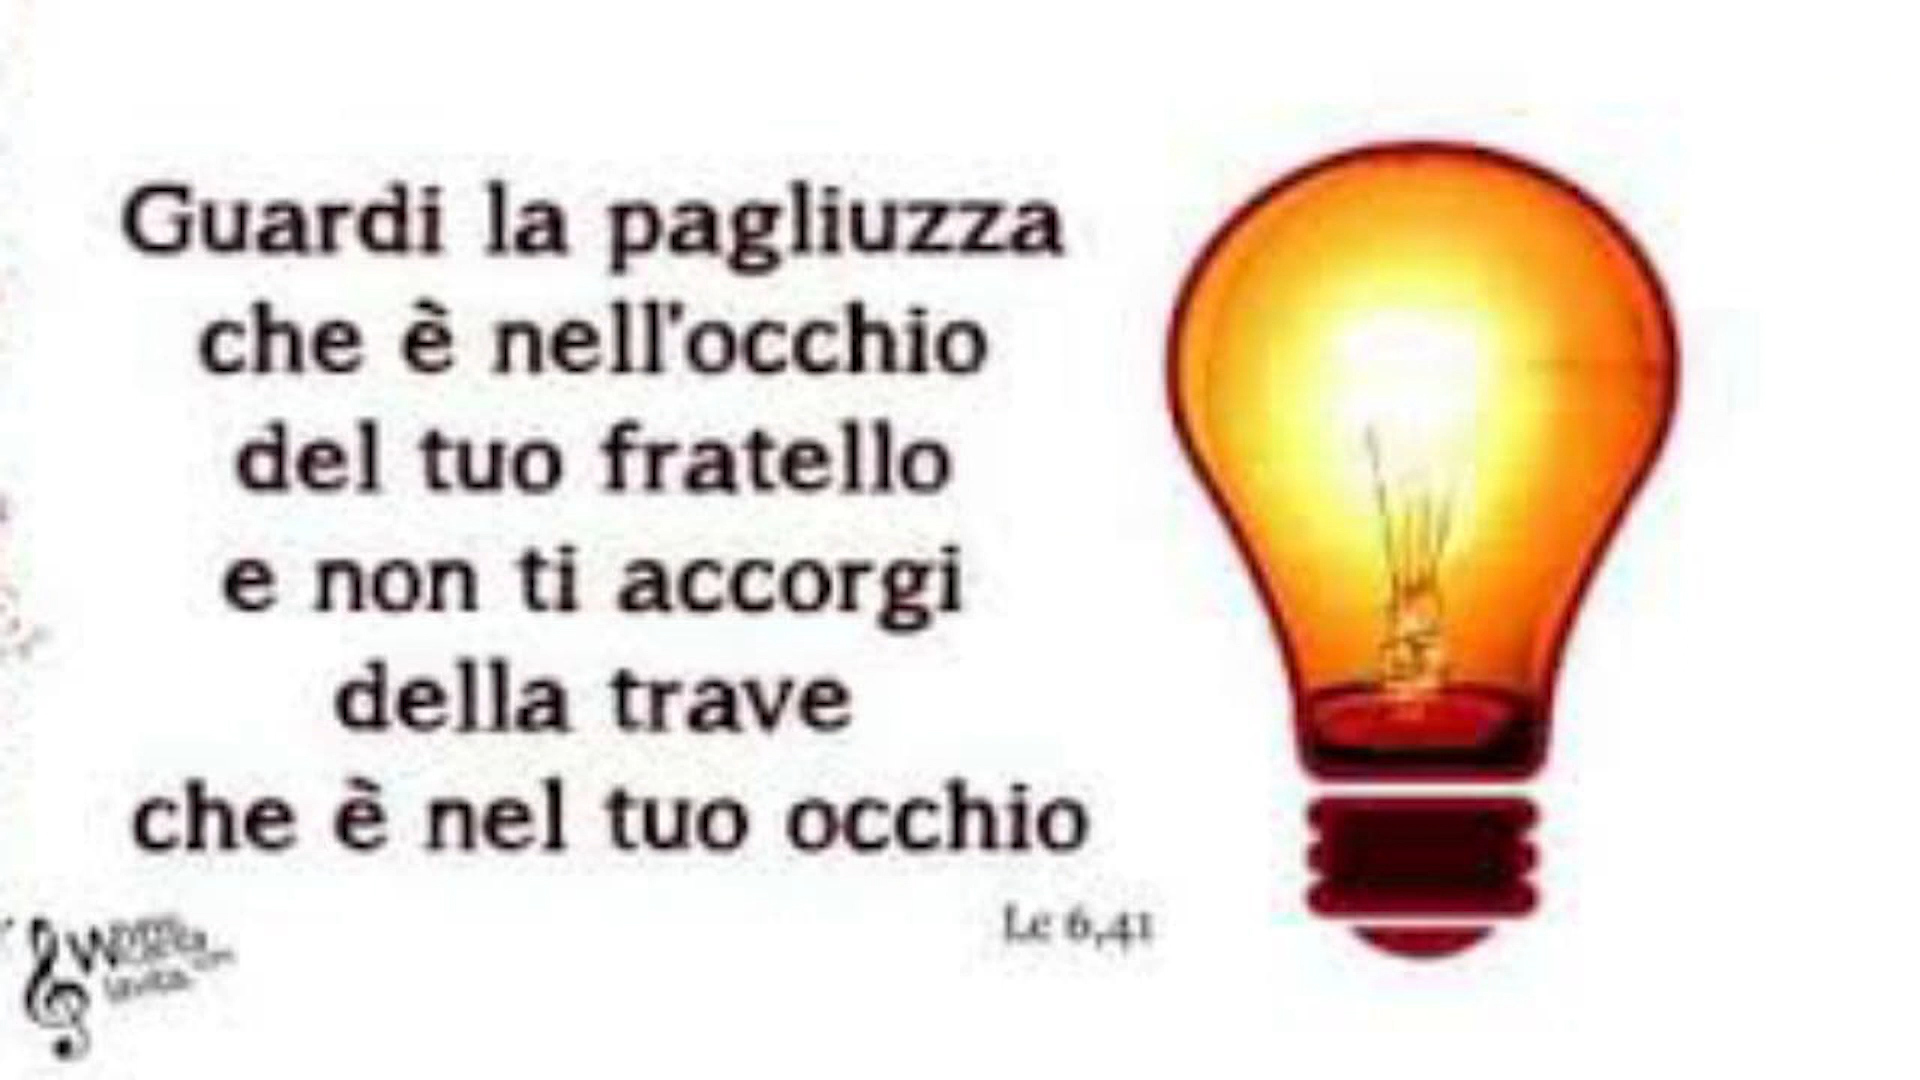 Guardi la pagliuzza
che è nell'occhio
del tuo fratello
e non ti accorgi
della trave
che è nel tuo occhio
Lc 6,41